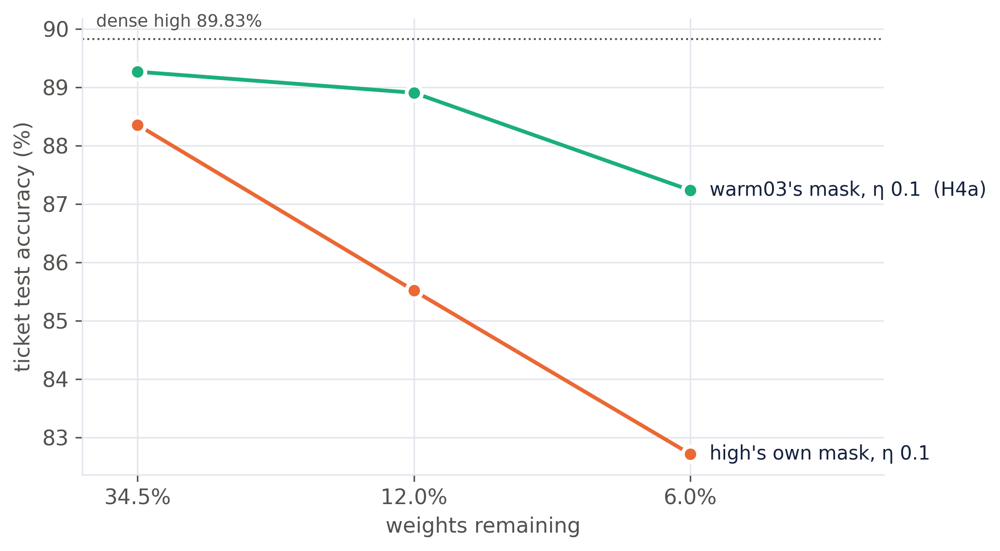 dense high 89.83%
90
89
88
87
86
85
84
83
ticket test accuracy (%)
warm03's mask, η 0.1  (H4a)
high's own mask, η 0.1
34.5%
12.0%
6.0%
weights remaining